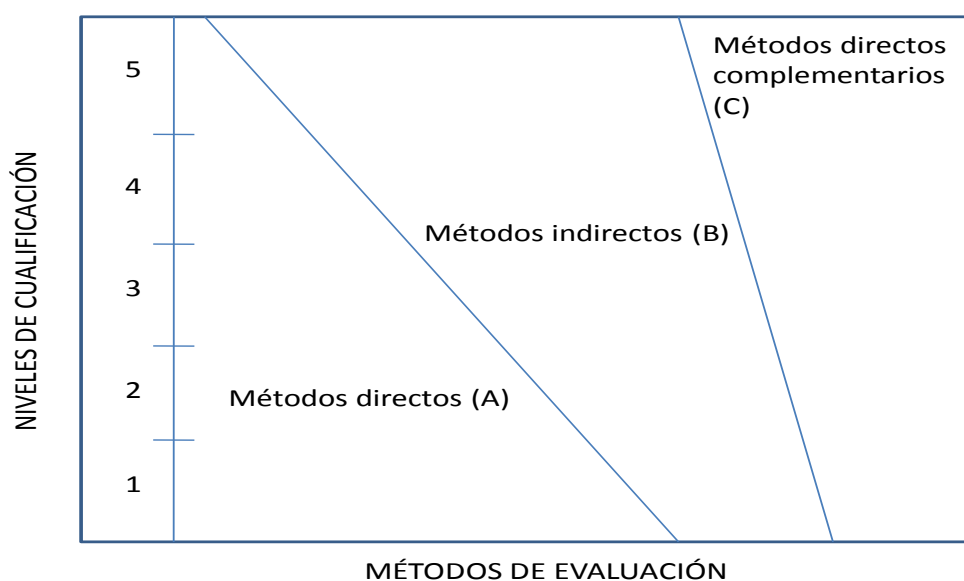 NIVELES DE CUALIFICACIÓN
5
4
3
2
1
Métodos directos
complementarios
(C)
Métodos indirectos (B)
Métodos directos (A)
MÉTODOS DE EVALUACIÓN